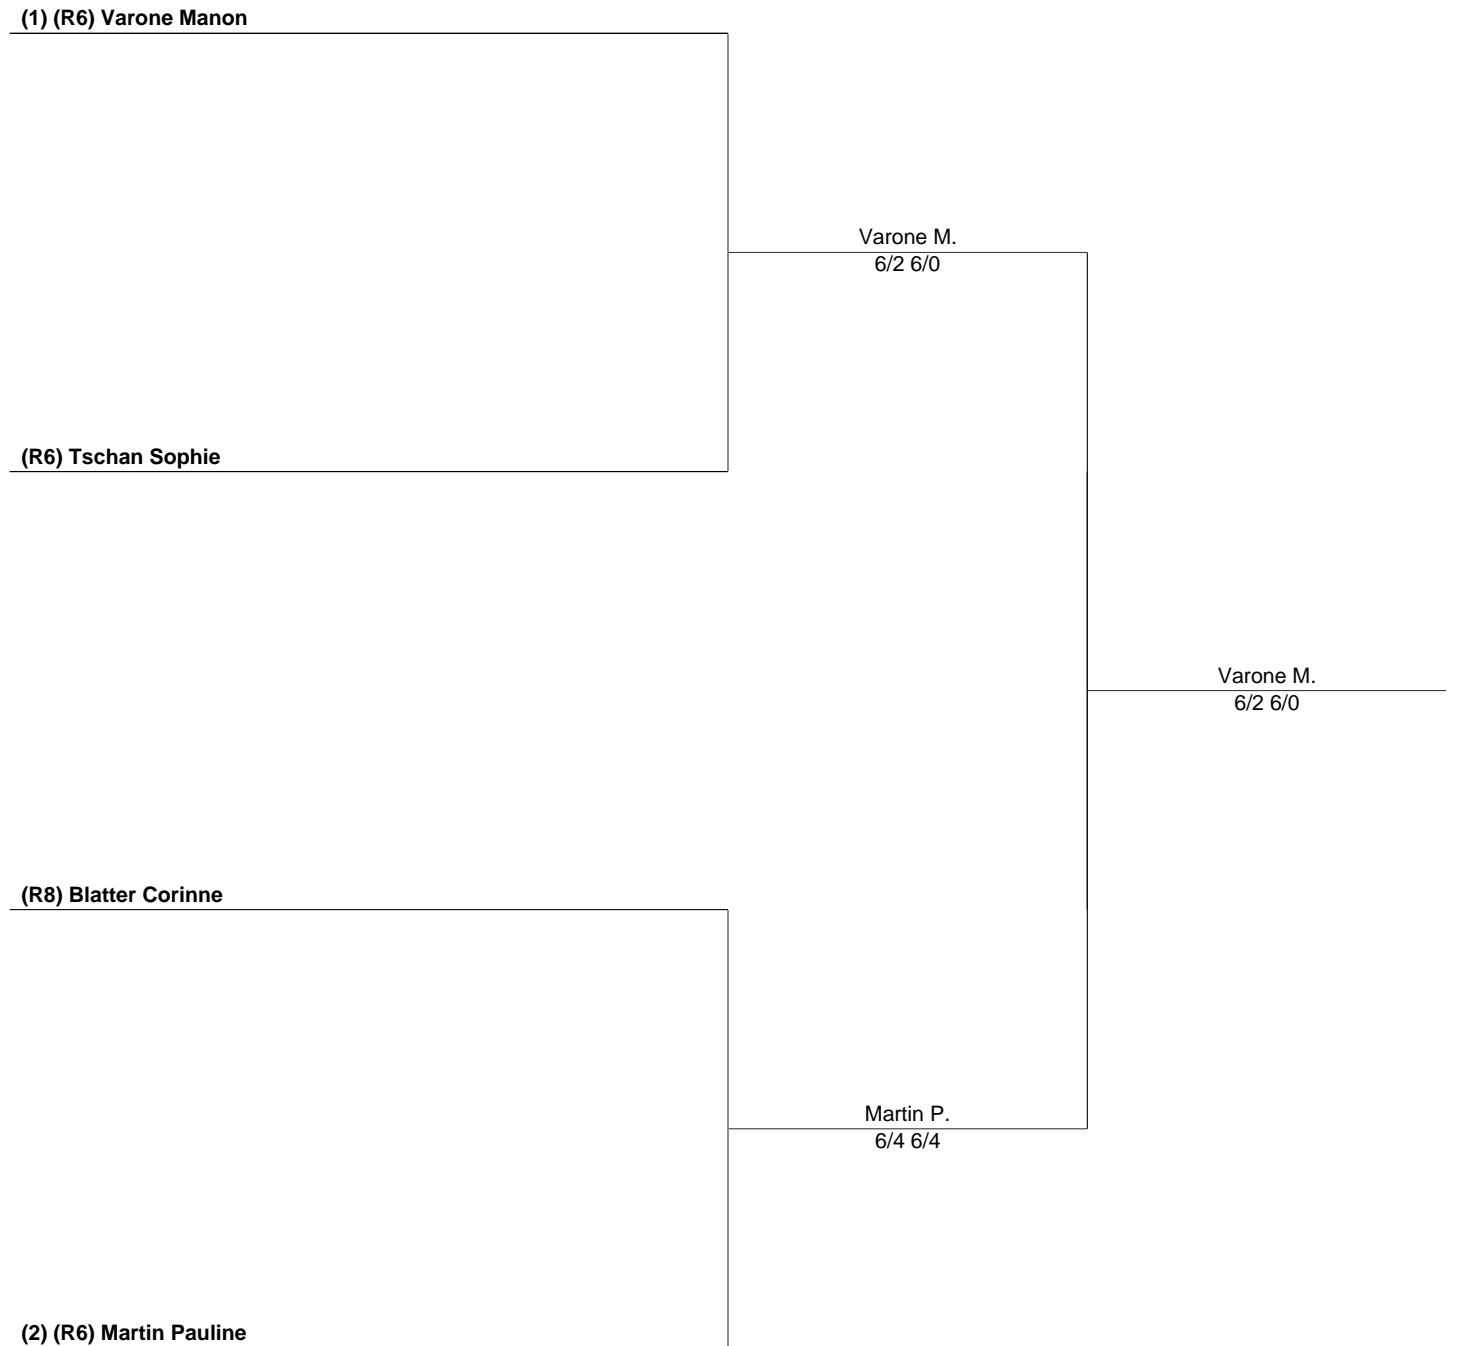 (1) (R6) Varone Manon
Varone M.
6/2 6/0
(R6) Tschan Sophie
Varone M.
6/2 6/0
(R8) Blatter Corinne
Martin P.
6/4 6/4
(2) (R6) Martin Pauline